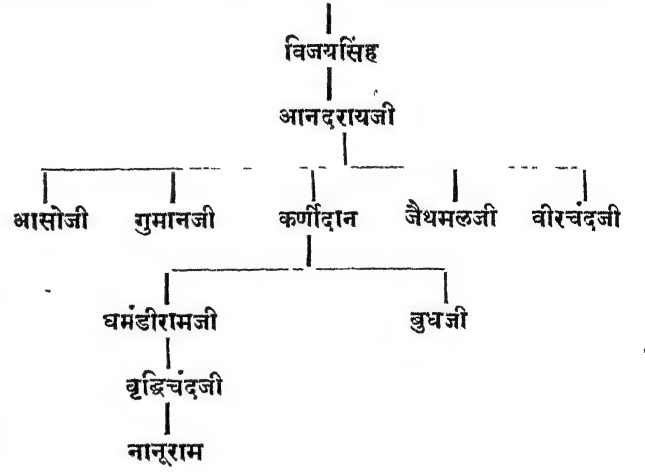 विजयसिंह
आनदरायजी
आसोजी गुमानजी कर्णीदान जैथमलजी वीरचंदजी
घमंडीरामजी बुधजी
वृद्धिचंदजी
नानूराम